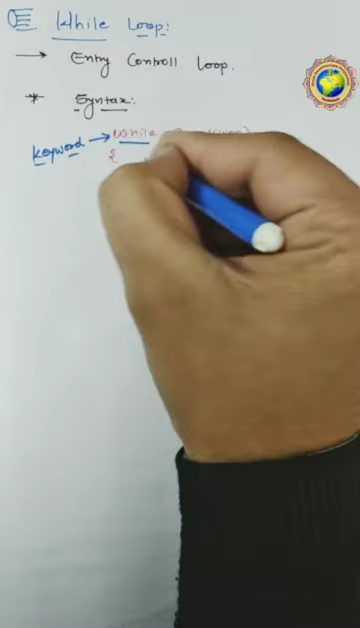 While Loop:
→ Entry Controll Loop.
* Syntax:
keyword → while
{